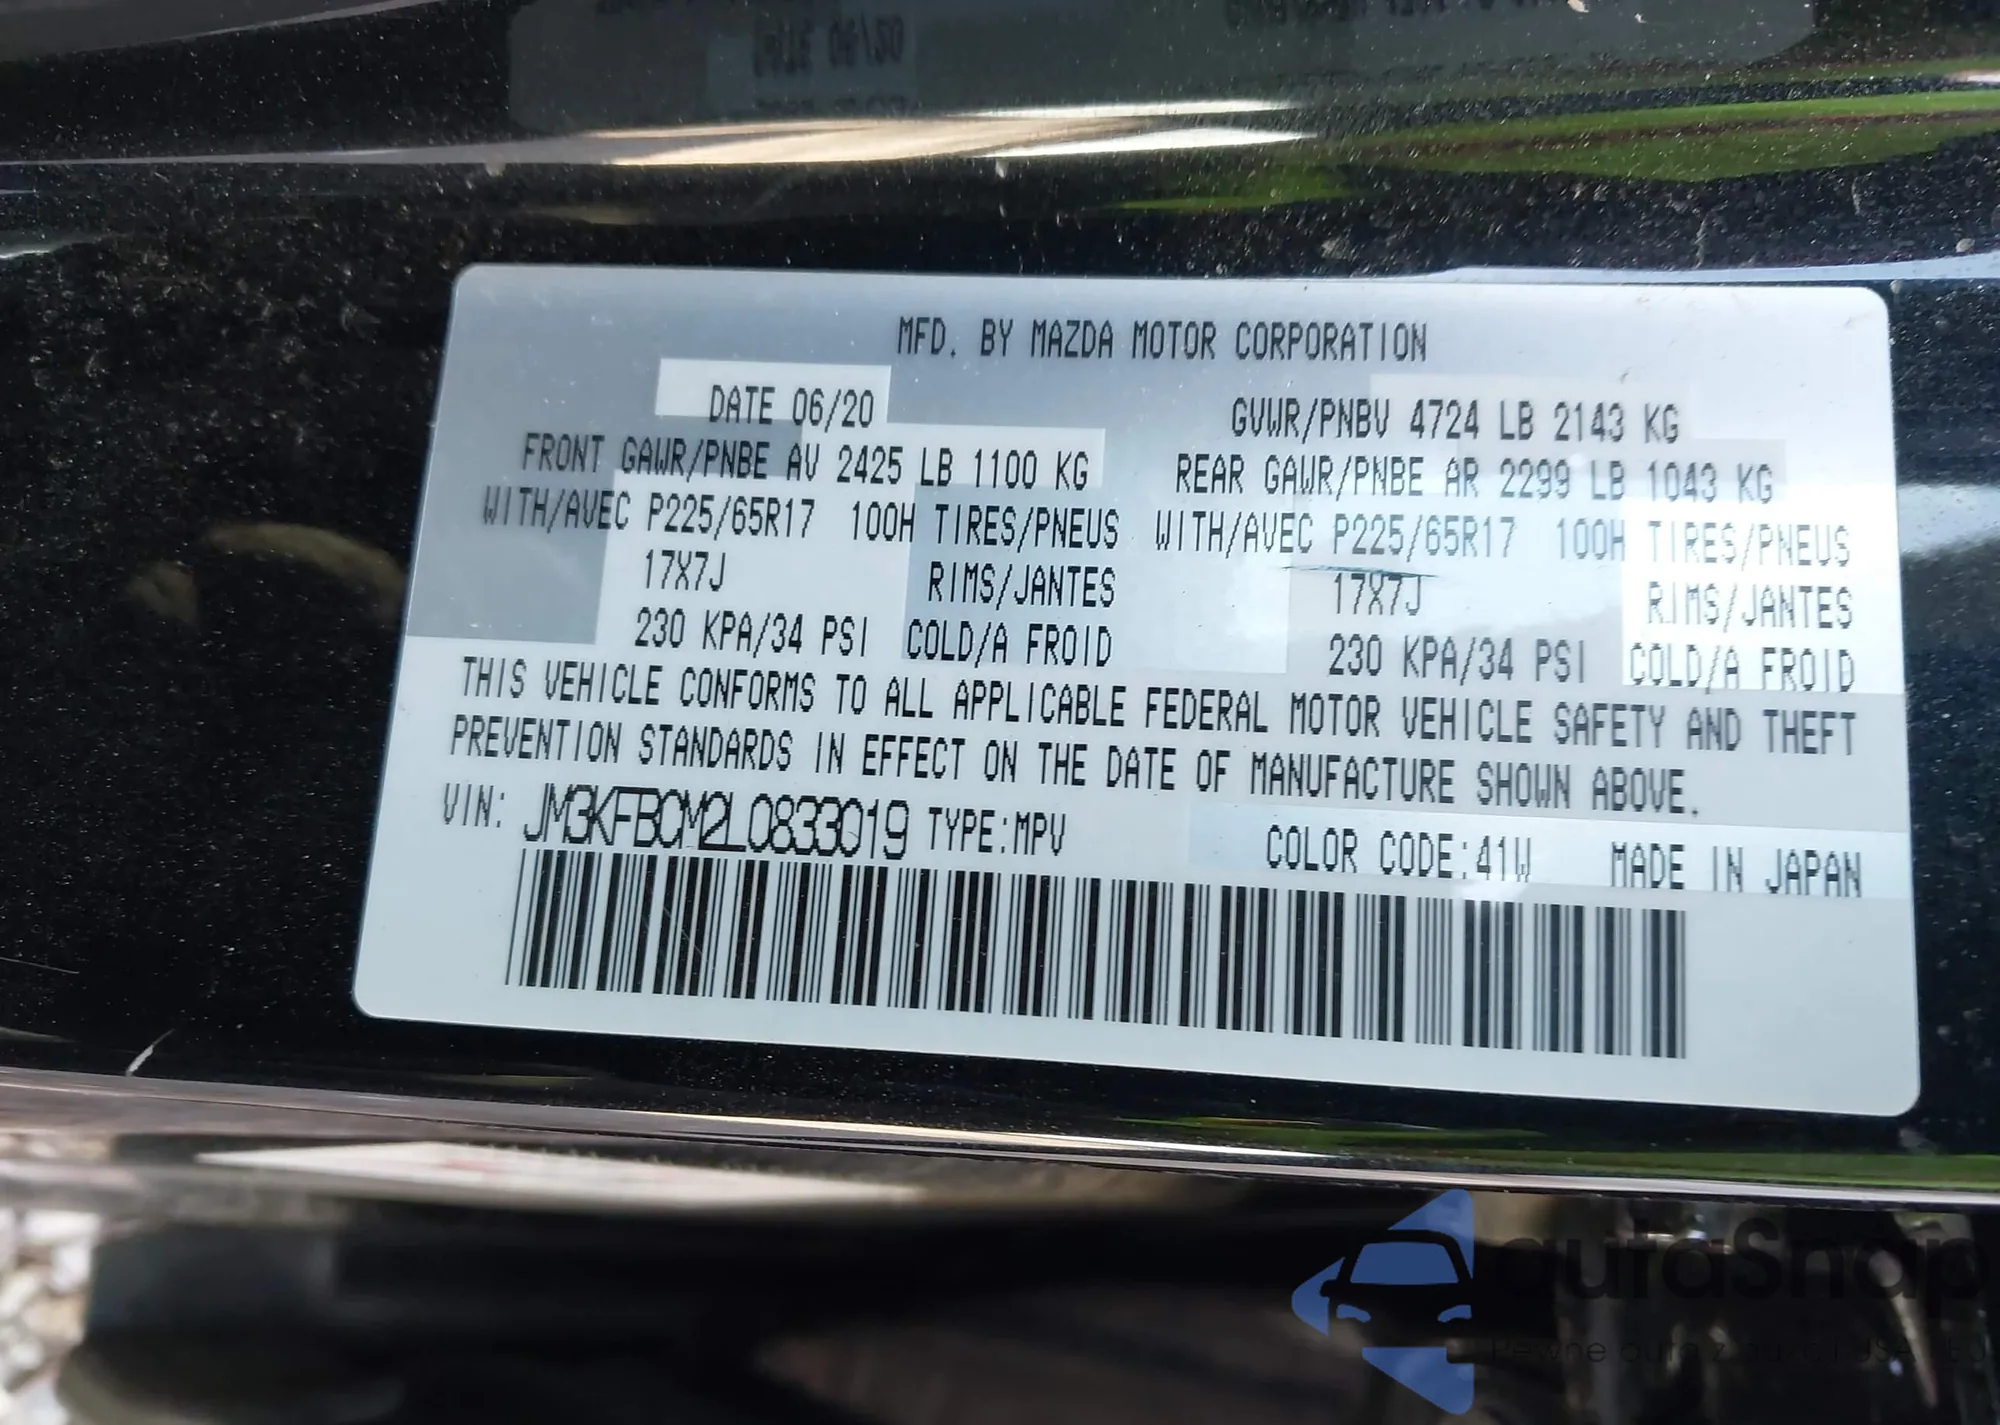 MFD. BY MAZDA MOTOR CORPORATION
DATE 06/20 GVWR/PNBV 4724 LB 2143 KG
FRONT GAWR/PNBE AV 2425 LB 1100 KG REAR GAWR/PNBE AR 2299 LB 1043 KG
WITH/AVEC P225/65R17 100H TIRES/PNEUS WITH/AVEC P225/65R17 100H TIRES/PNEUS
17X7J RIMS/JANTES 17X7J RIMS/JANTES
230 KPA/34 PSI COLD/A FROID 230 KPA/34 PSI COLD/A FROID
THIS VEHICLE CONFORMS TO ALL APPLICABLE FEDERAL MOTOR VEHICLE SAFETY AND THEFT
PREVENTION STANDARDS IN EFFECT ON THE DATE OF MANUFACTURE SHOWN ABOVE.
VIN: JM3KFBCM2L0833019 TYPE:MPV COLOR CODE:41W MADE IN JAPAN
auraSnap
Pewne aura z aukcji USA